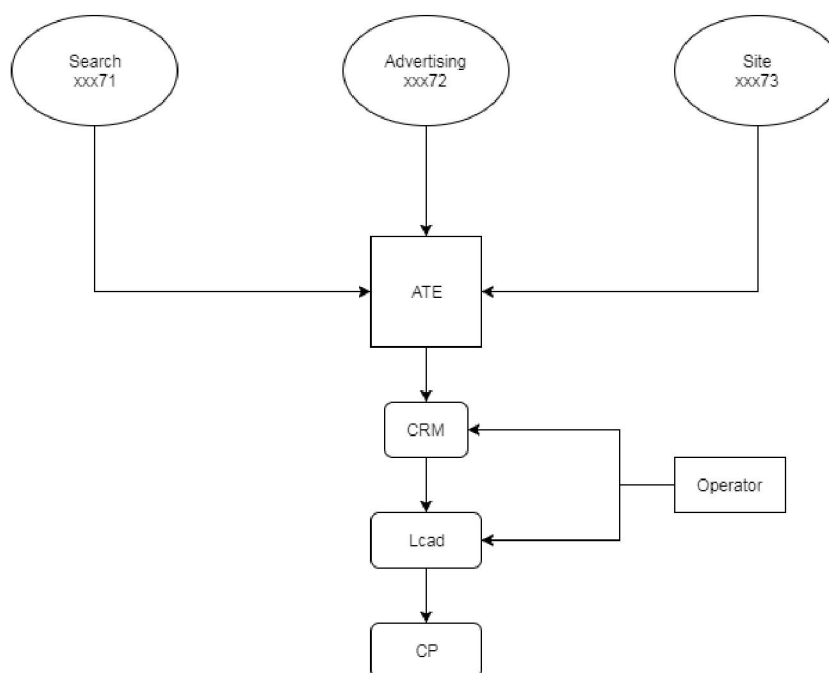 Search
xxx71
Advertising
xxx72
Site
xxx73
ATE
CRM
Operator
Lcad
CP